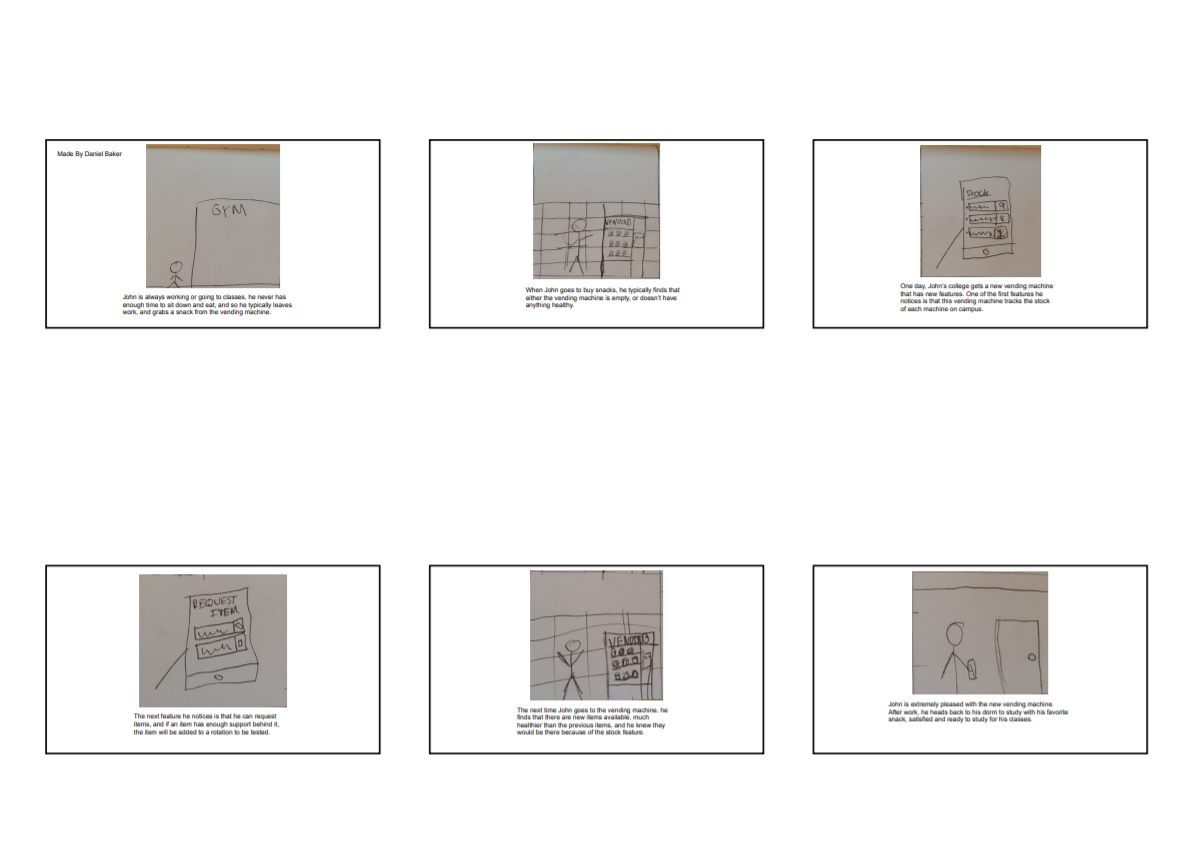 Made By Daniel Baker
GYM
John is always working or going to classes, he never has
enough time to sit down and eat, and so he typically leaves
work, and grabs a snack from the vending machine.
VENDING
When John goes to buy snacks, he typically finds that
either the vending machine is empty, or doesn't have
anything healthy.
Stock
9
8
One day, John's college gets a new vending machine
that has new features. One of the first features he
notices is that this vending machine tracks the stock
of each machine on campus.
REQUEST
ITEM
The next feature he notices is that he can request
items, and if an item has enough support behind it,
the item will be added to a rotation to be tested.
VENDING
The next time John goes to the vending machine, he
finds that there are new items available, much
healthier than the previous items, and he knew they
would be there because of the stock feature.
John is extremely pleased with the new vending machine.
After work, he heads back to his dorm to study with his favorite
snack, satisfied and ready to study for his classes.